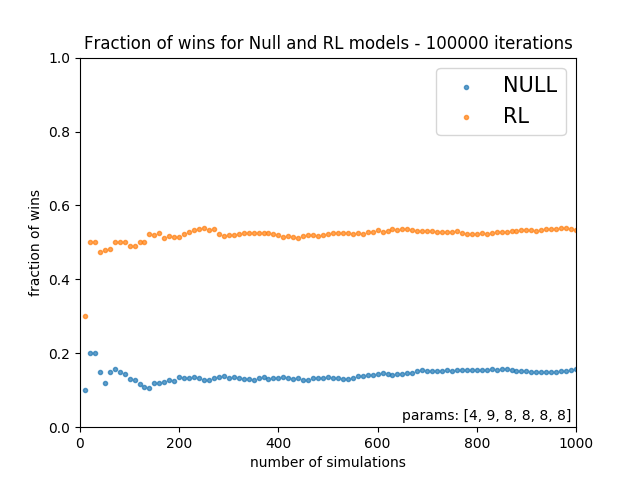 Fraction of wins for Null and RL models - 100000 iterations
1.0
NULL
RL
0.8
0.6
fraction of wins
0.4
0.2
params: [4, 9, 8, 8, 8, 8]
0.0
0 200 400 600 800 1000
number of simulations